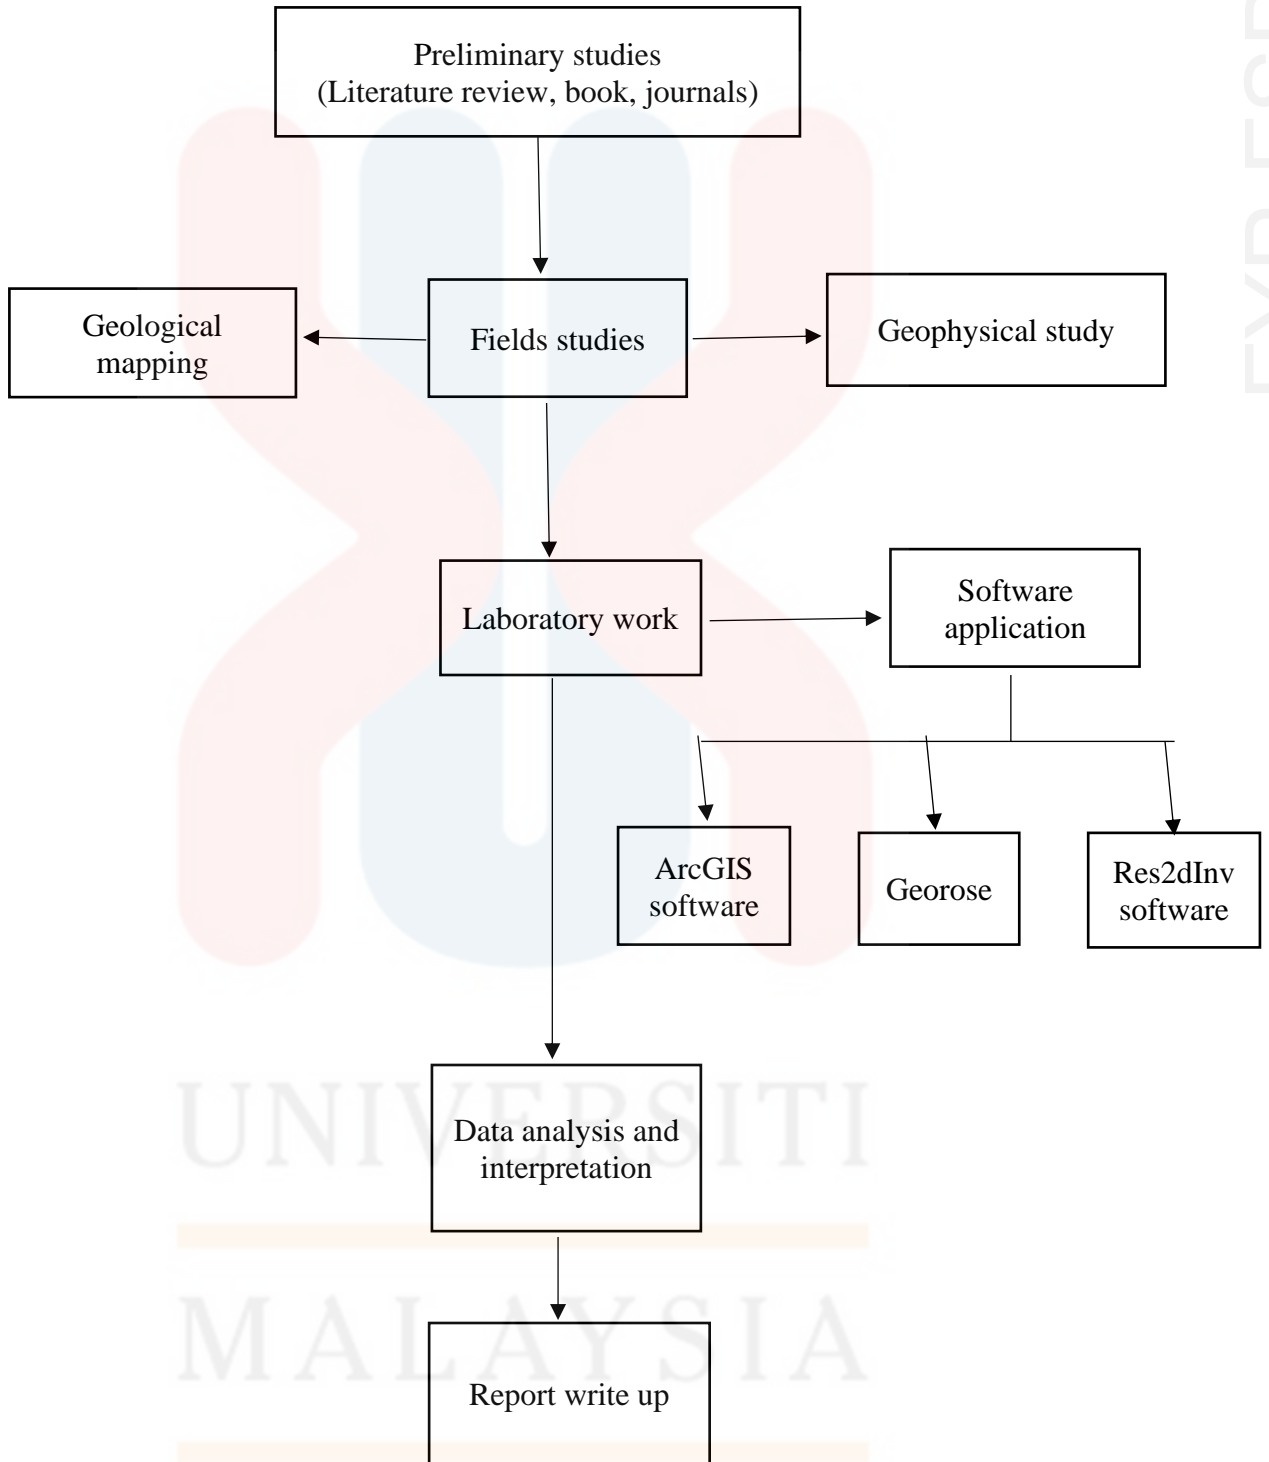 Preliminary studies
(Literature review, book, journals)
Geological
mapping
Fields studies
Geophysical study
Laboratory work
Software
application
ArcGIS
software
Georose
Res2dInv
software
Data analysis and
interpretation
Report write up
UNIVERSITI
MALAYSIA